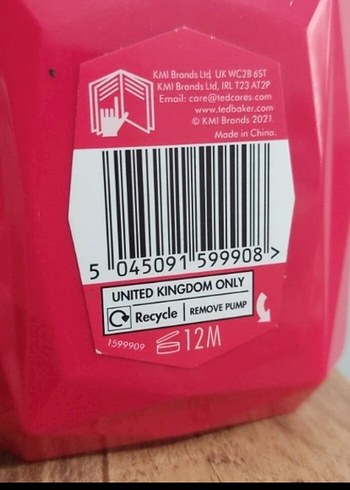 KMI Brands Ltd, UK WC2B 6ST
KMI Brands Ltd, IRL T23 AT2P
Email: care@tedcares.com
www.tedbaker.com
© KMI Brands 2021.
Made in China.
5 045091 599908 >
UNITED KINGDOM ONLY
Recycle REMOVE PUMP
1599909 12M